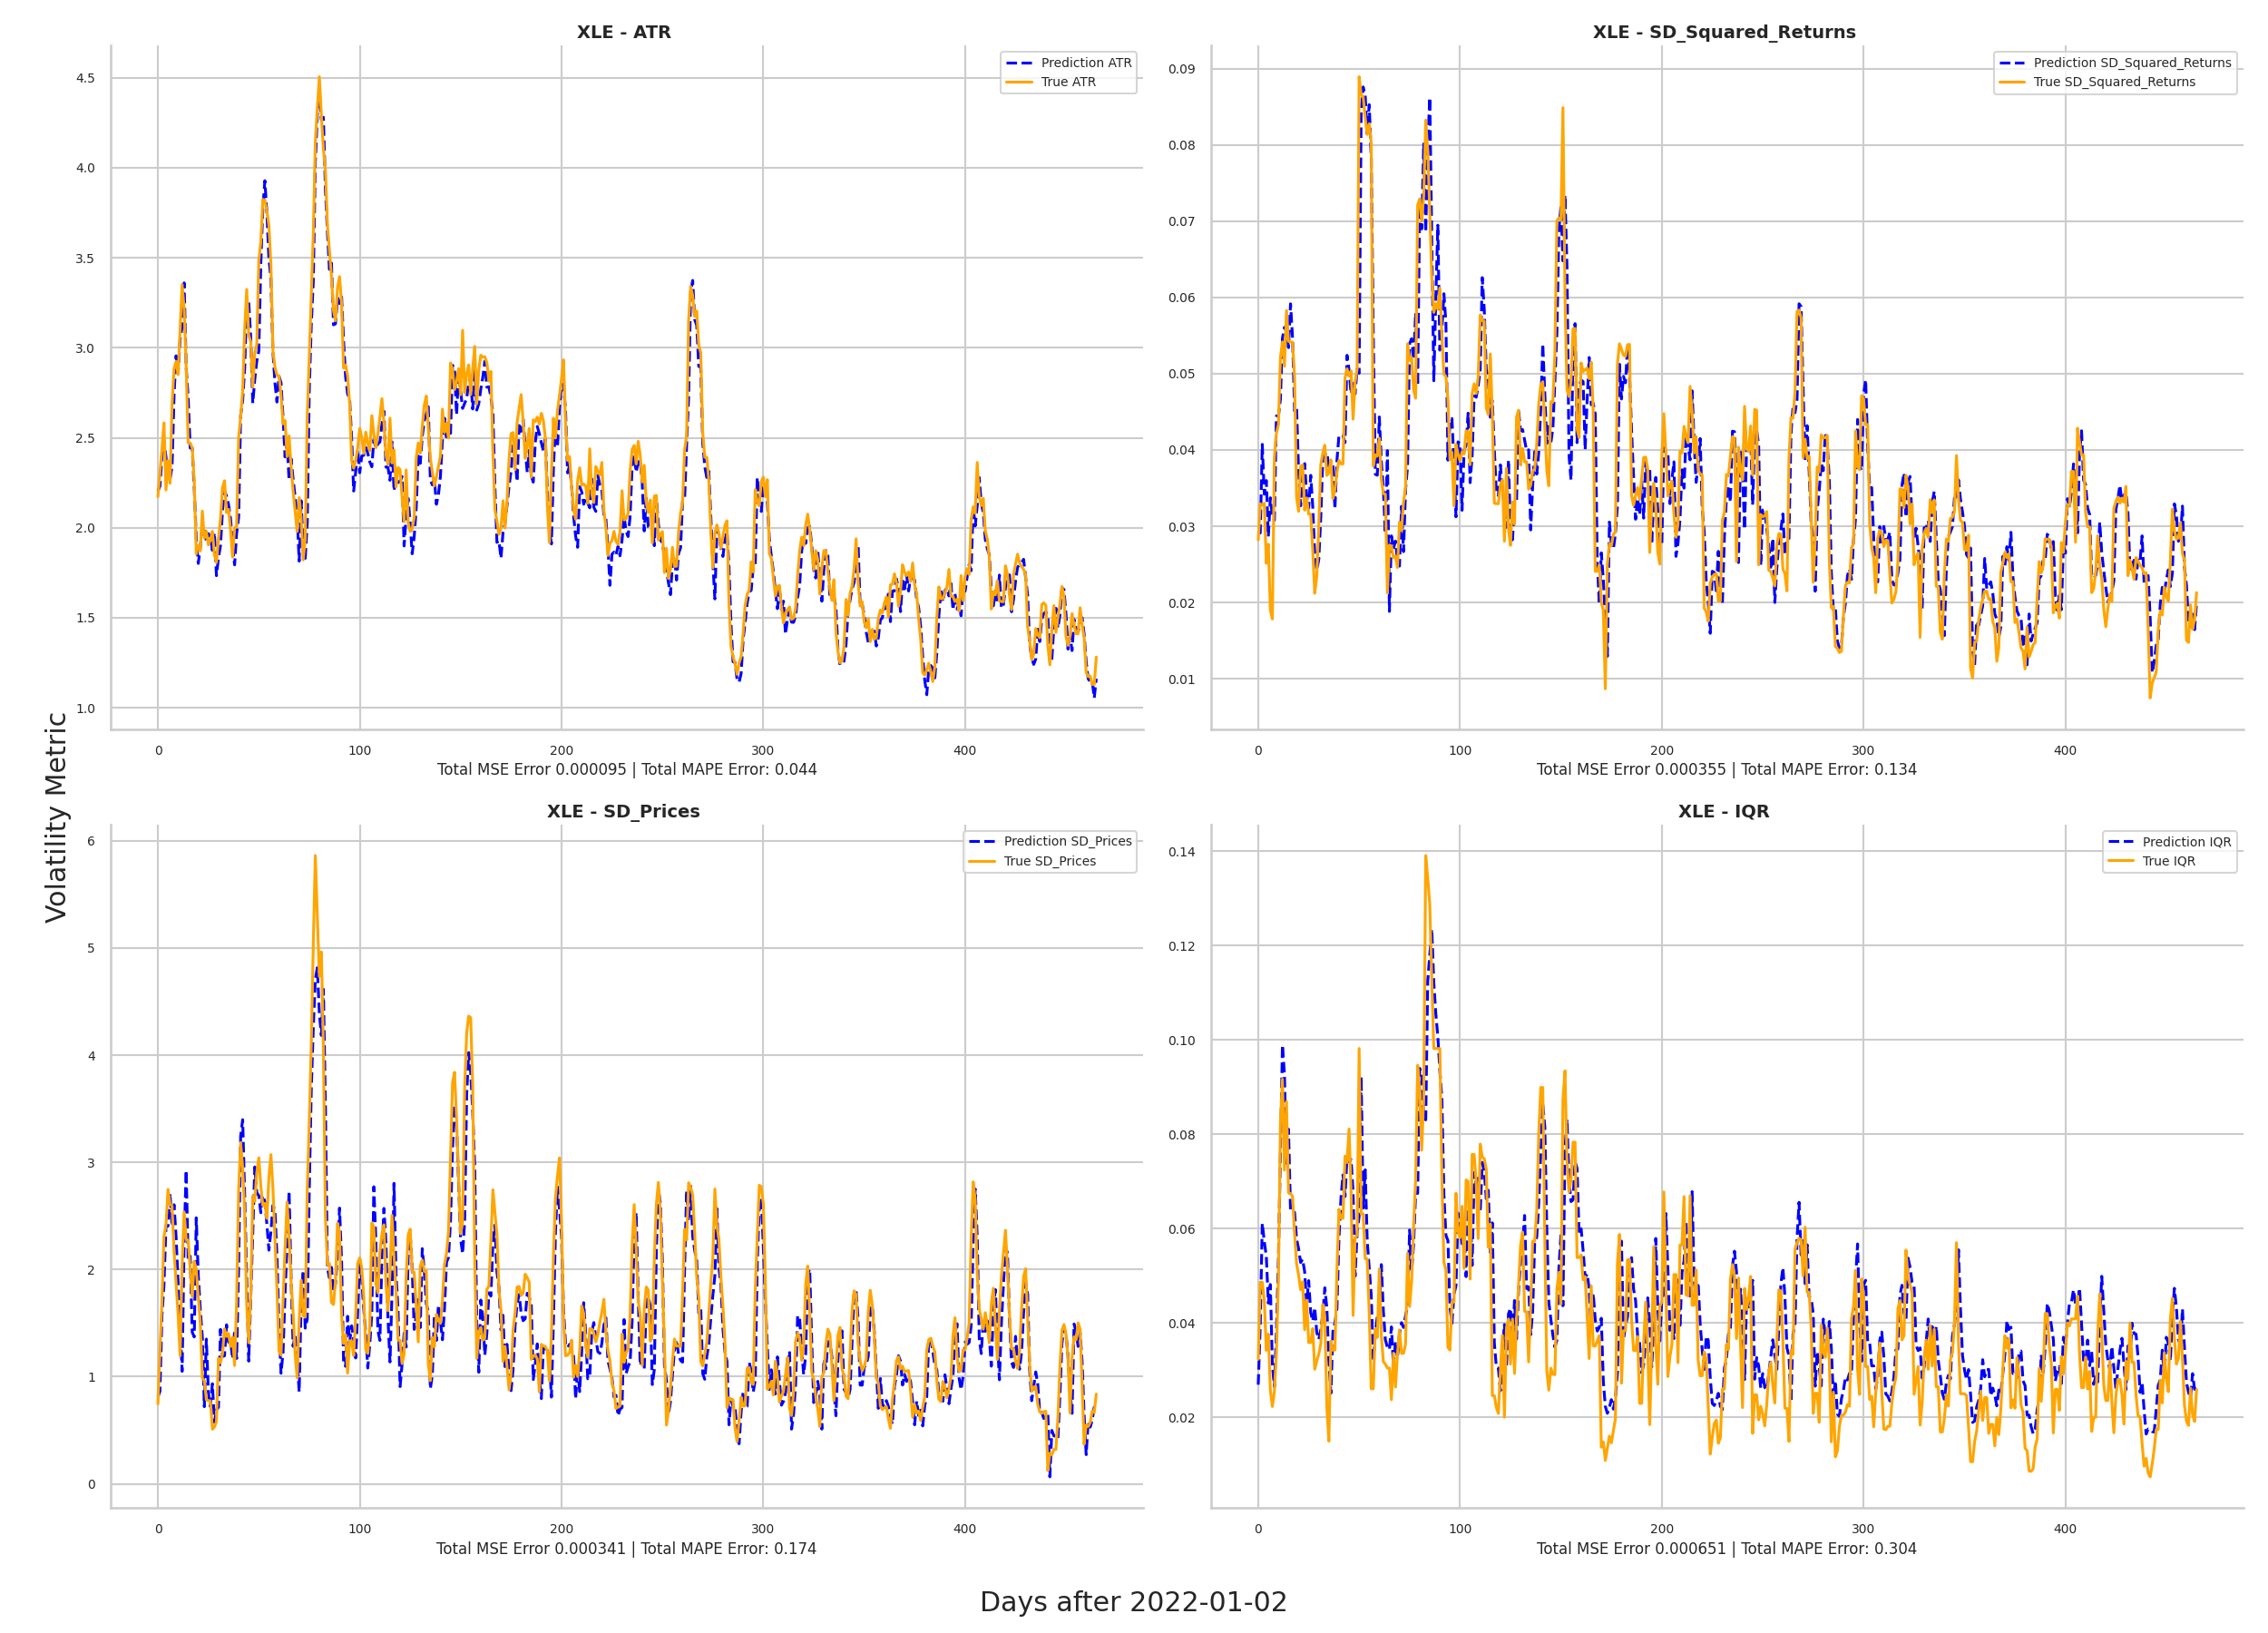 XLE - ATR
Prediction ATR
True ATR
4.5
4.0
3.5
3.0
2.5
2.0
1.5
1.0
0 100 200 300 400
Total MSE Error 0.000095 | Total MAPE Error: 0.044
XLE - SD_Squared_Returns
Prediction SD_Squared_Returns
True SD_Squared_Returns
0.09
0.08
0.07
0.06
0.05
0.04
0.03
0.02
0.01
0 100 200 300 400
Total MSE Error 0.000355 | Total MAPE Error: 0.134
Volatility Metric
XLE - SD_Prices
Prediction SD_Prices
True SD_Prices
6
5
4
3
2
1
0
0 100 200 300 400
Total MSE Error 0.000341 | Total MAPE Error: 0.174
XLE - IQR
Prediction IQR
True IQR
0.14
0.12
0.10
0.08
0.06
0.04
0.02
0 100 200 300 400
Total MSE Error 0.000651 | Total MAPE Error: 0.304
Days after 2022-01-02